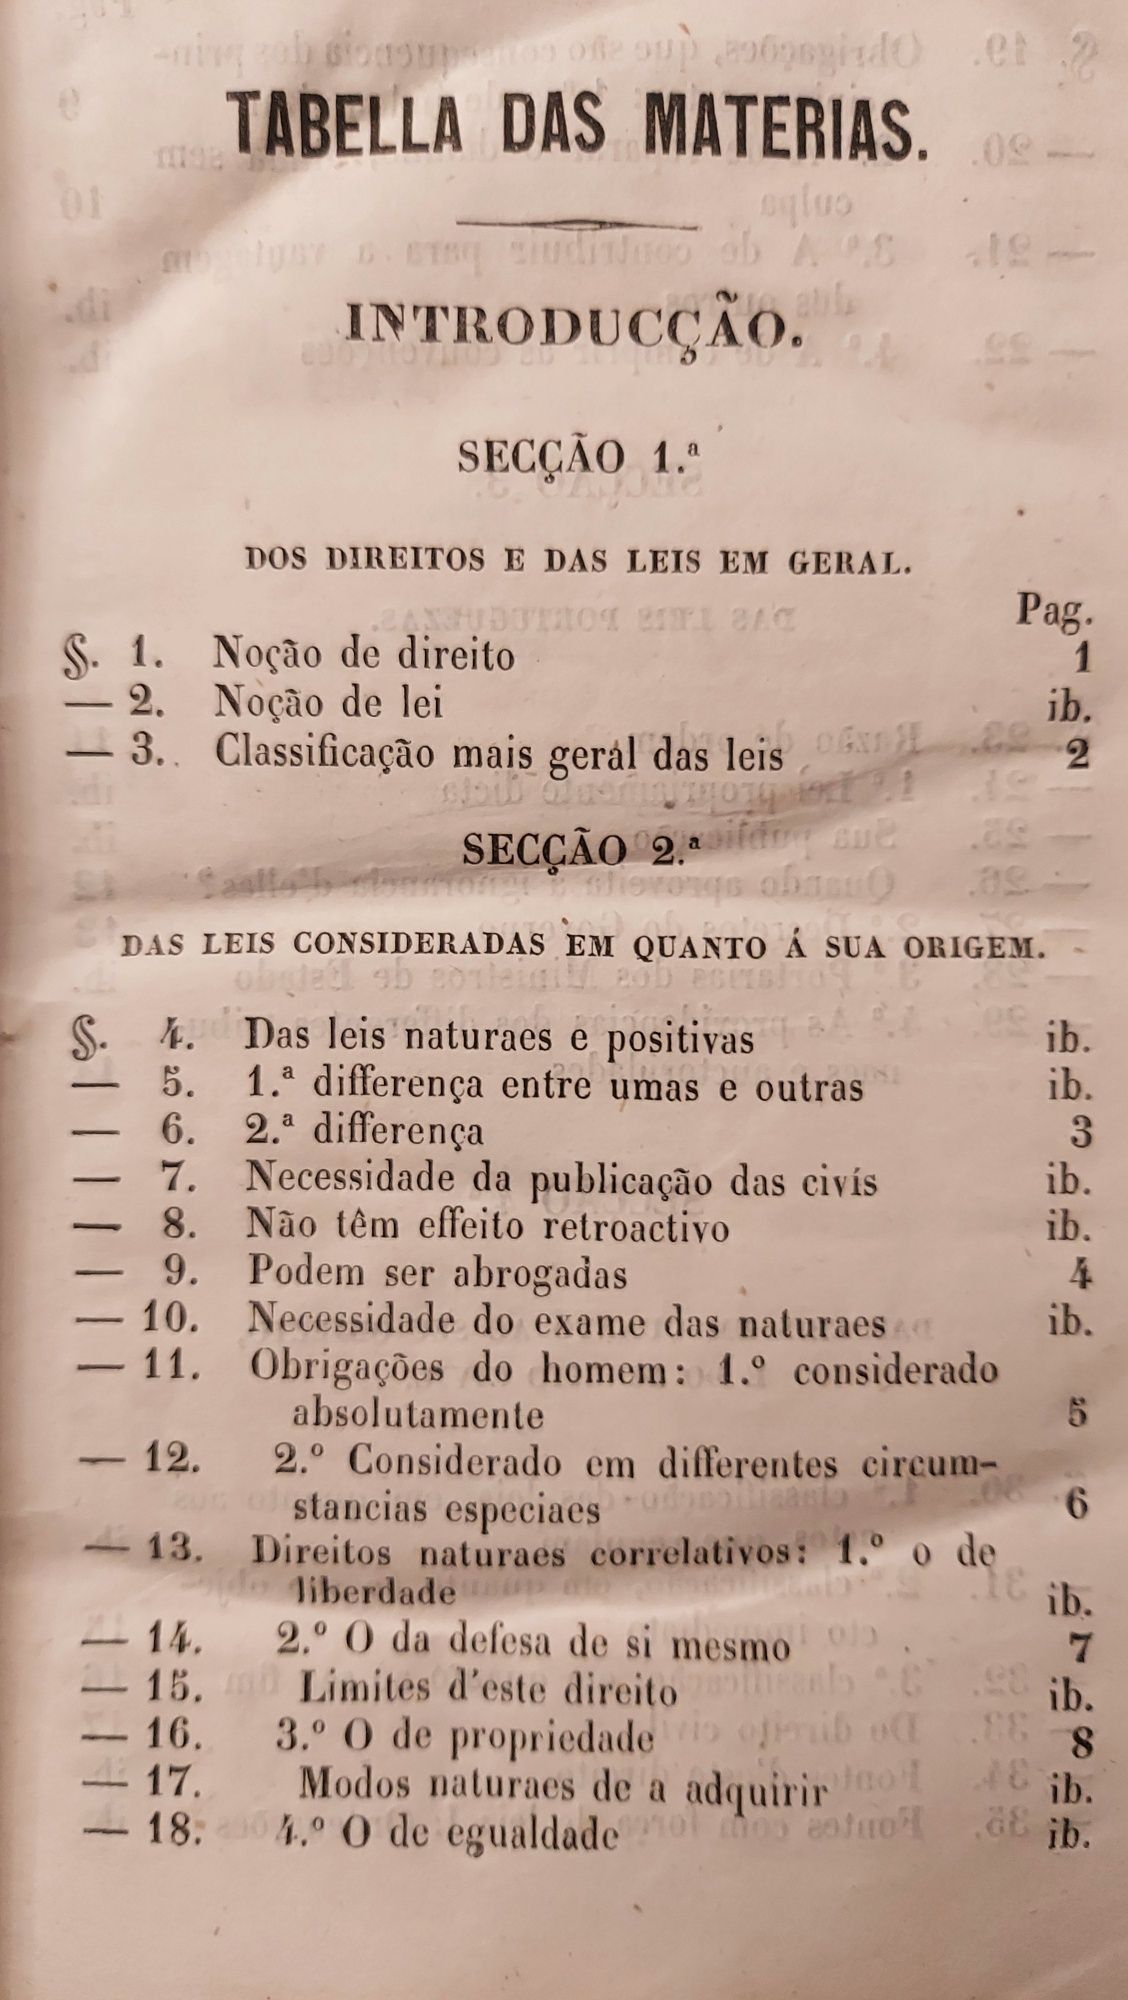 TABELLA DAS MATERIAS.
INTRODUCÇÃO.
SECÇÃO 1.ª
DOS DIREITOS E DAS LEIS EM GERAL.
Pag.
§. 1. Noção de direito 1
— 2. Noção de lei ib.
— 3. Classificação mais geral das leis 2
SECÇÃO 2.ª
DAS LEIS CONSIDERADAS EM QUANTO Á SUA ORIGEM.
§. 4. Das leis naturaes e positivas ib.
— 5. 1.ª differença entre umas e outras ib.
— 6. 2.ª differença 3
— 7. Necessidade da publicação das civís ib.
— 8. Não têm effeito retroactivo ib.
— 9. Podem ser abrogadas 4
— 10. Necessidade do exame das naturaes ib.
— 11. Obrigações do homem: 1.º considerado
absolutamente 5
— 12. 2.º Considerado em differentes circum-
stancias especiaes 6
— 13. Direitos naturaes correlativos: 1.º o de
liberdade ib.
— 14. 2.º O da defesa de si mesmo 7
— 15. Limites d'este direito ib.
— 16. 3.º O de propriedade 8
— 17. Modos naturaes de a adquirir ib.
— 18. 4.º O de egualdade ib.